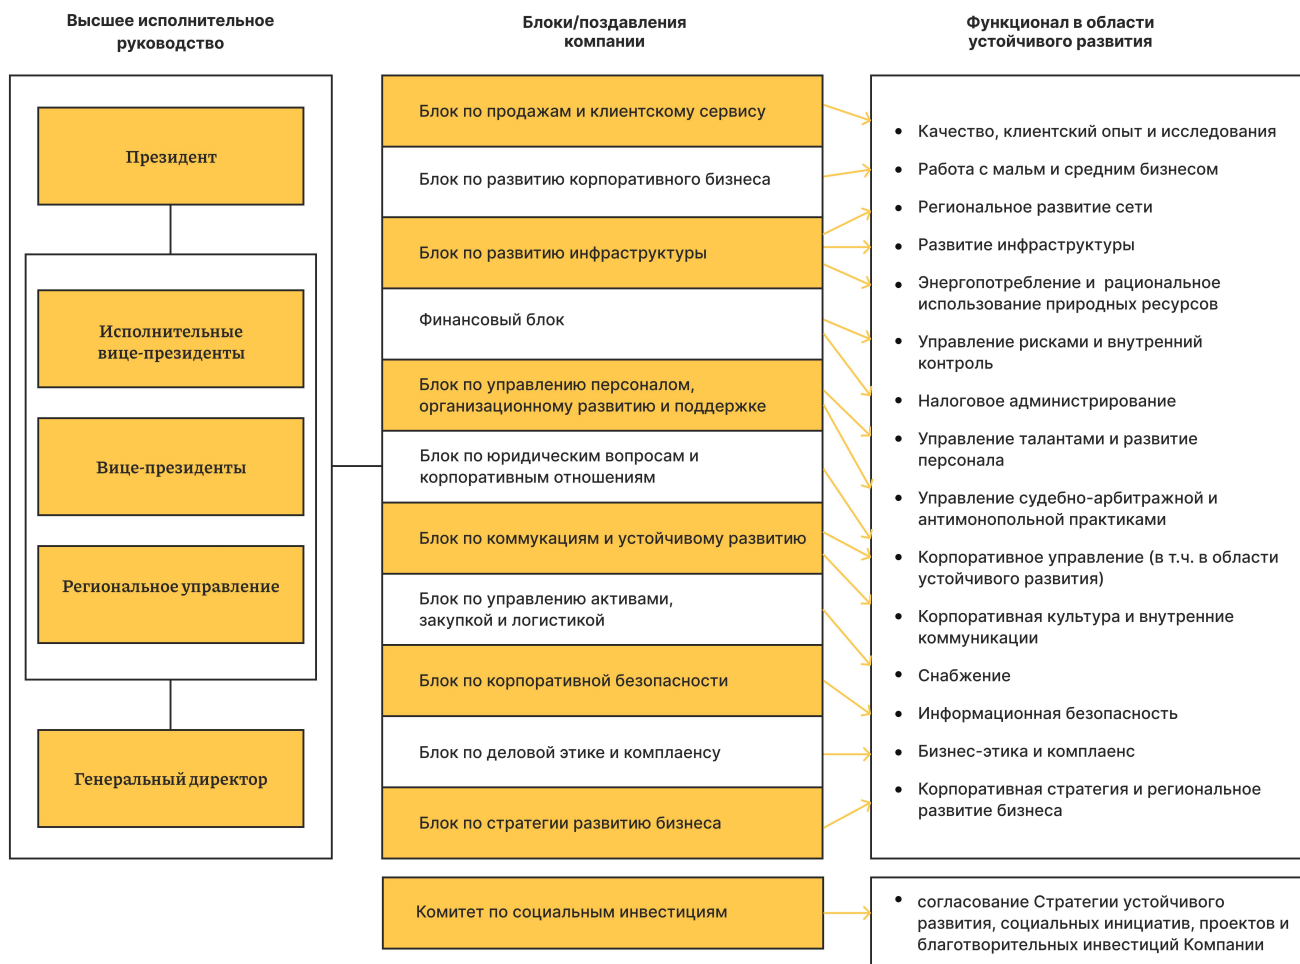 Высшее исполнительное
руководство
Президент
Исполнительные
вице-президенты
Вице-президенты
Региональное управление
Генеральный директор
Блоки/поздавления
компании
Блок по продажам и клиентскому сервису
Блок по развитию корпоративного бизнеса
Блок по развитию инфраструктуры
Финансовый блок
Блок по управлению персоналом,
организационному развитию и поддержке
Блок по юридическим вопросам и
корпоративным отношениям
Блок по коммукациям и устойчивому развитию
Блок по управлению активами,
закупкой и логистикой
Блок по корпоративной безопасности
Блок по деловой этике и комплаенсу
Блок по стратегии развитию бизнеса
Комитет по социальным инвестициям
Функционал в области
устойчивого развития
• Качество, клиентский опыт и исследования
• Работа с мальм и средним бизнесом
• Региональное развитие сети
• Развитие инфраструктуры
• Энергопотребление и рациональное
использование природных ресурсов
• Управление рисками и внутренний
контроль
• Налоговое администрирование
• Управление талантами и развитие
персонала
• Управление судебно-арбитражной и
антимонопольной практиками
• Корпоративное управление (в т.ч. в области
устойчивого развития)
• Корпоративная культура и внутренние
коммуникации
• Снабжение
• Информационная безопасность
• Бизнес-этика и комплаенс
• Корпоративная стратегия и региональное
развитие бизнеса
• согласование Стратегии устойчивого
развития, социальных инициатив, проектов и
благотворительных инвестиций Компании